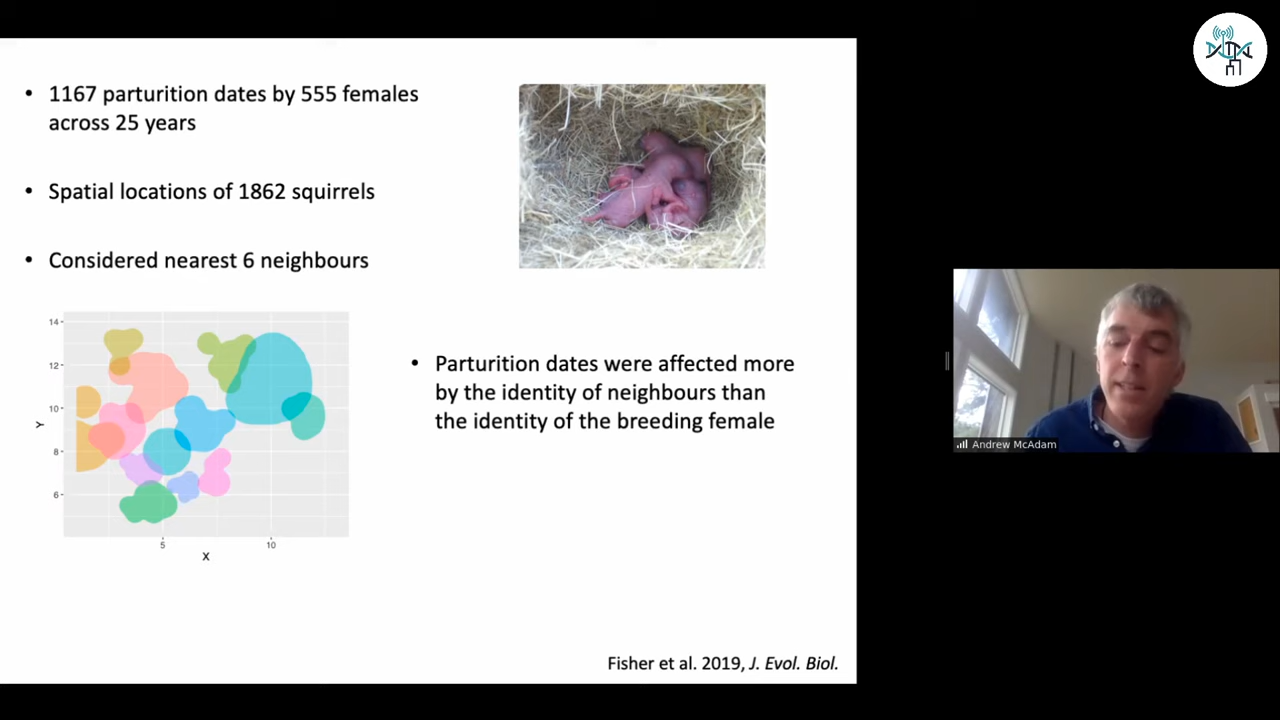 • 1167 parturition dates by 555 females
across 25 years
• Spatial locations of 1862 squirrels
• Considered nearest 6 neighbours
14
12
10
8
6
Y
5
10
X
• Parturition dates were affected more
by the identity of neighbours than
the identity of the breeding female
Fisher et al. 2019, J. Evol. Biol.
Andrew McAdam